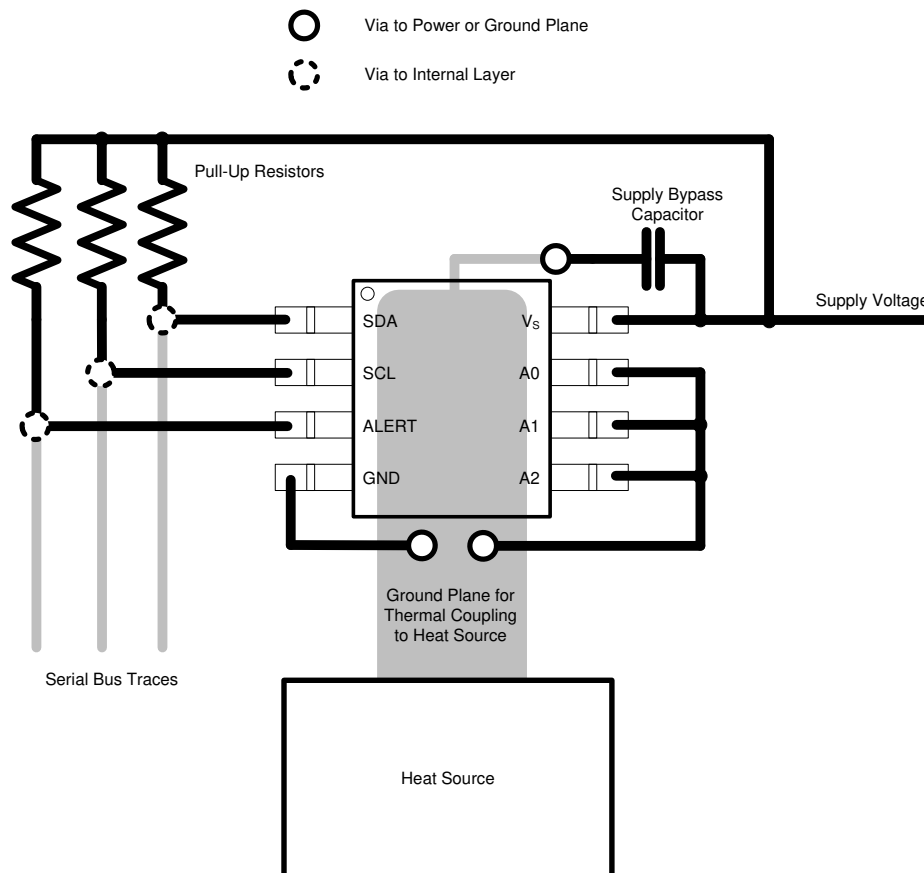 Via to Power or Ground Plane
Via to Internal Layer
Pull-Up Resistors
Supply Bypass
Capacitor
Supply Voltage
SDA
VS
SCL
A0
ALERT
A1
GND
A2
Ground Plane for
Thermal Coupling
to Heat Source
Serial Bus Traces
Heat Source